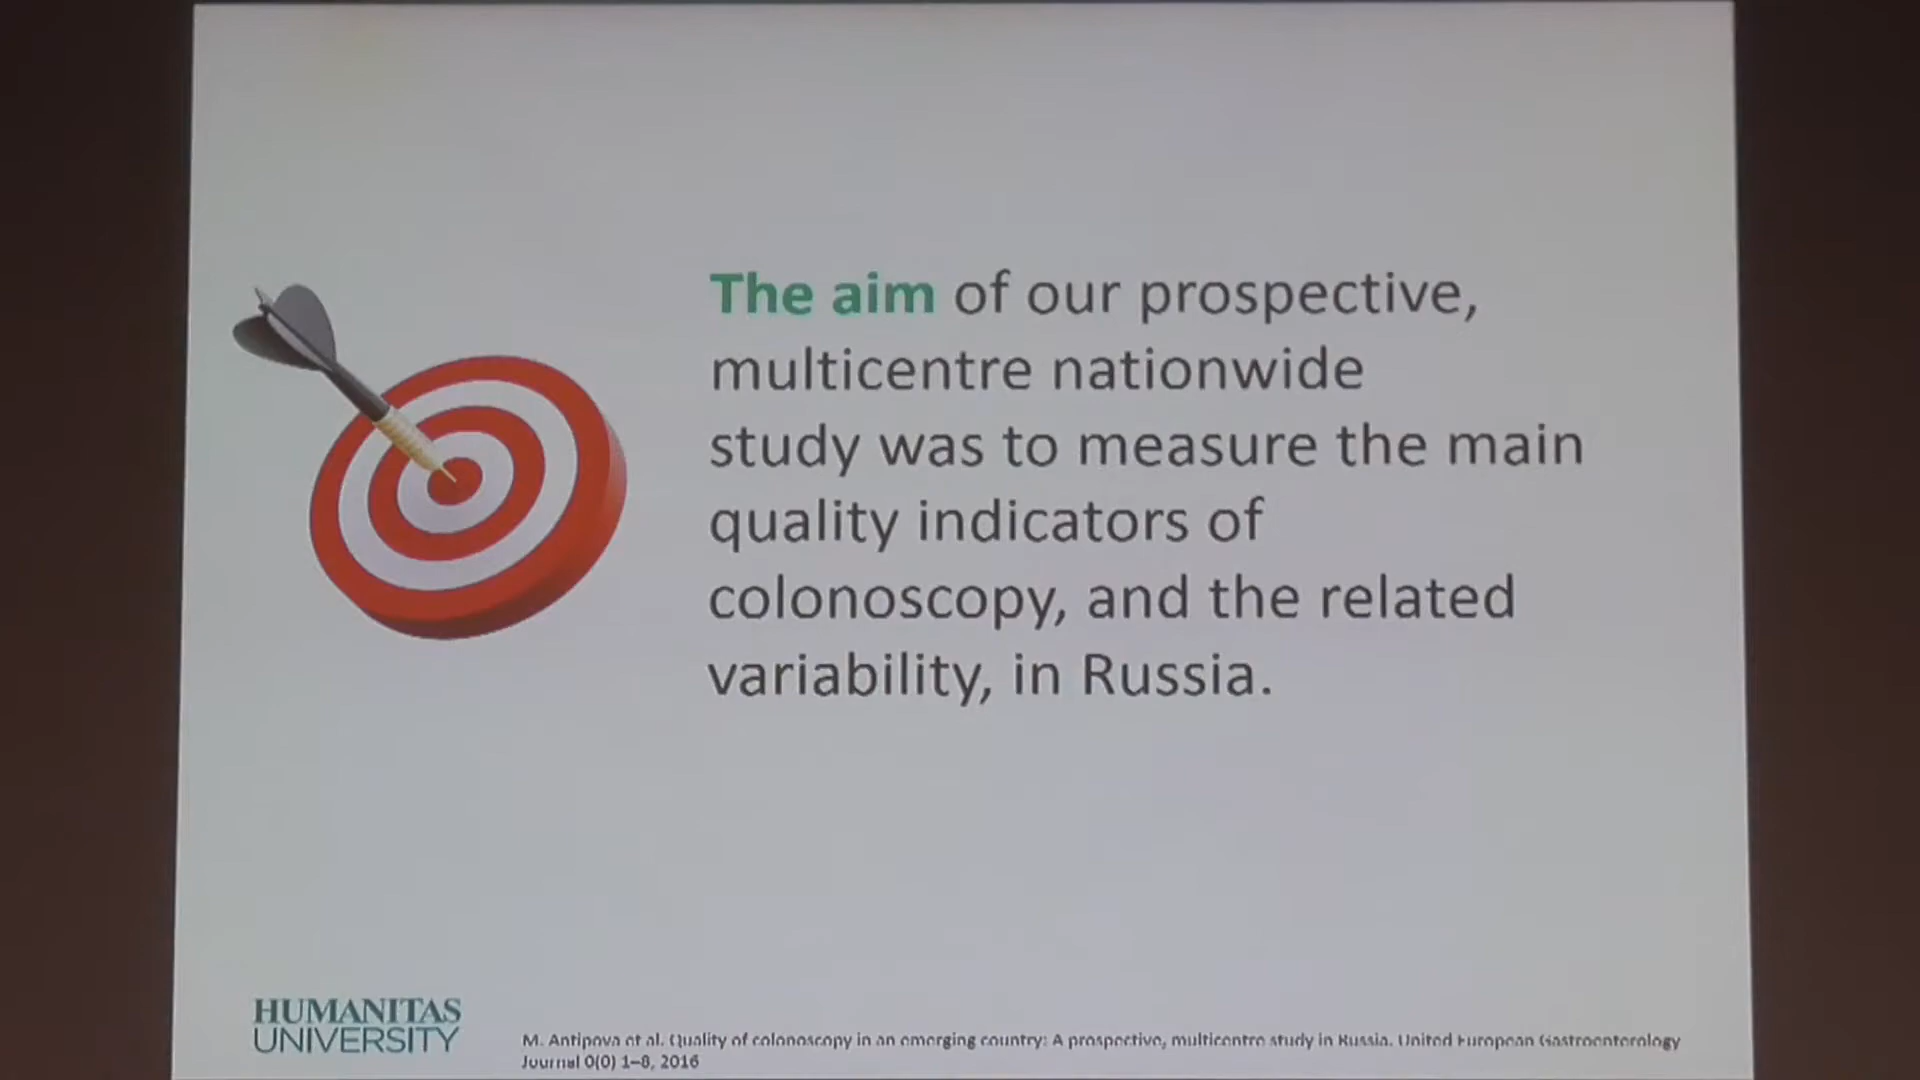 The aim of our prospective,
multicentre nationwide
study was to measure the main
quality indicators of
colonoscopy, and the related
variability, in Russia.
HUMANITAS
UNIVERSITY
M. Antipova et al. Quality of colonoscopy in an emerging country: A prospective, multicentre study in Russia. United European Gastroenterology
Journal 0(0) 1–8, 2016